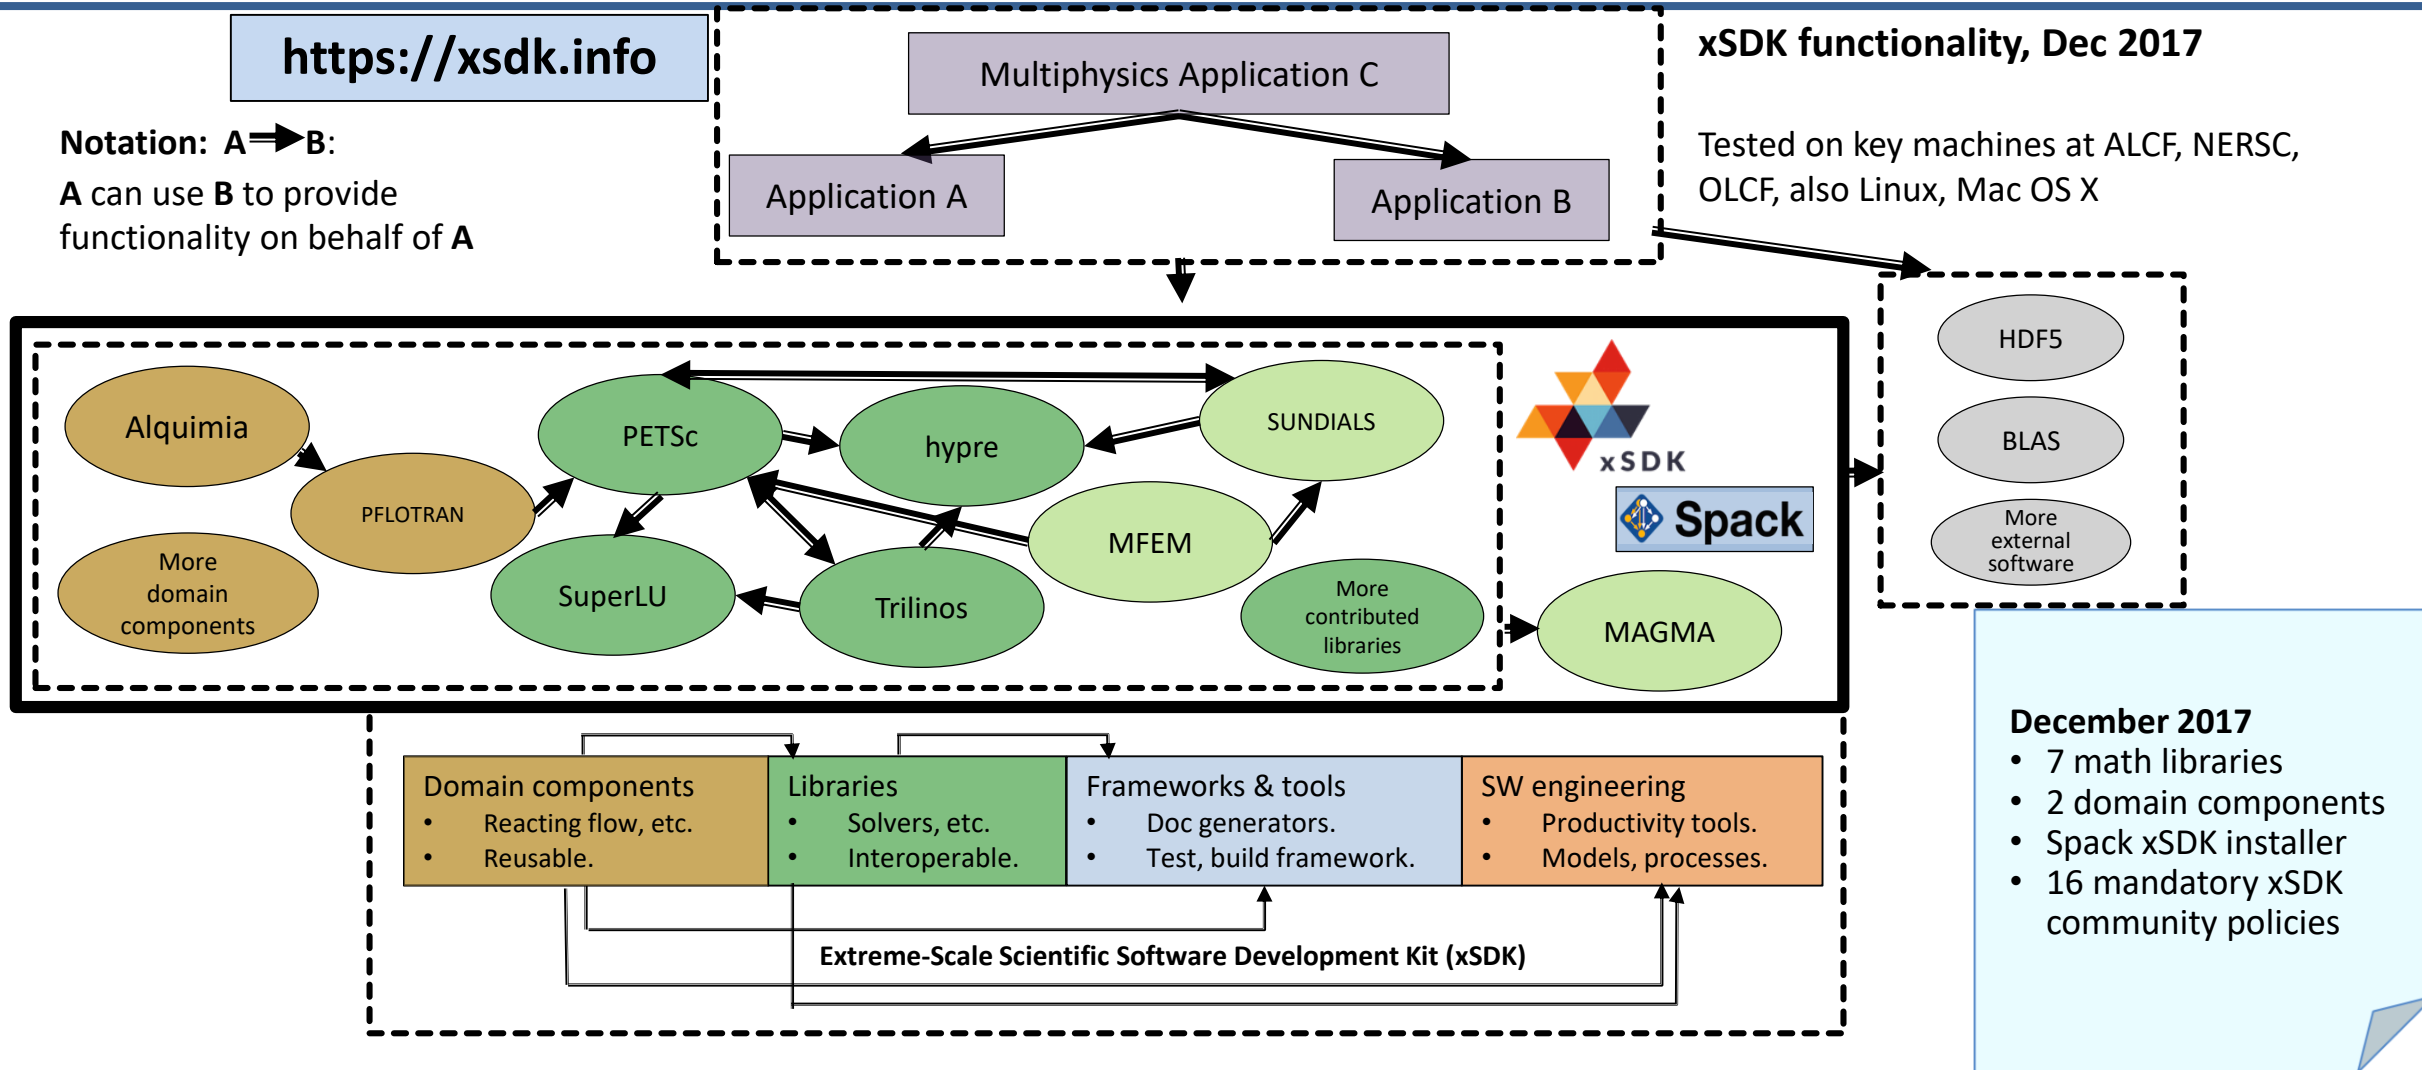 https://xsdk.info
Notation: A B:
A can use B to provide
functionality on behalf of A
Multiphysics Application C
Application A
Application B
xSDK functionality, Dec 2017
Tested on key machines at ALCF, NERSC,
OLCF, also Linux, Mac OS X
Alquimia
PFLOTRAN
More
domain
components
PETSc
hypre
SUNDIALS
SuperLU
Trilinos
MFEM
More
contributed
libraries
xSDK
Spack
MAGMA
HDF5
BLAS
More
external
software
Domain components
• Reacting flow, etc.
• Reusable.
Libraries
• Solvers, etc.
• Interoperable.
Frameworks & tools
• Doc generators.
• Test, build framework.
SW engineering
• Productivity tools.
• Models, processes.
Extreme-Scale Scientific Software Development Kit (xSDK)
December 2017
• 7 math libraries
• 2 domain components
• Spack xSDK installer
• 16 mandatory xSDK
community policies